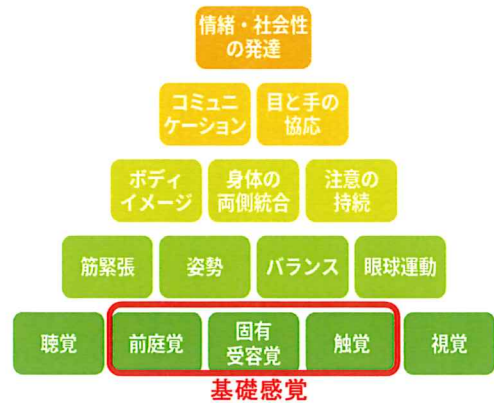 情緒・社会性
の発達
コミュニ
ケーション
目と手の
協応
ボディ
イメージ
身体の
両側統合
注意の
持続
筋緊張
姿勢
バランス
眼球運動
聴覚
前庭覚
固有
受容覚
触覚
視覚
基礎感覚